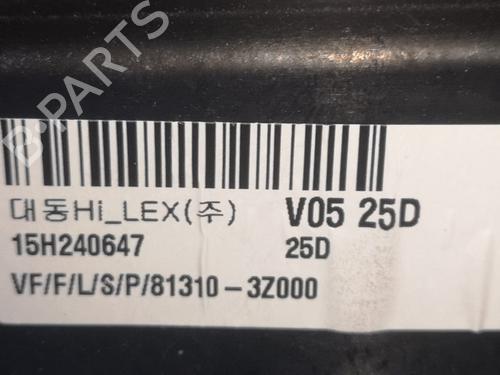 B-PARTS
대동Hi_LEX(주) V05 25D
15H240647 25D
VF/F/L/S/P/81310-3Z000